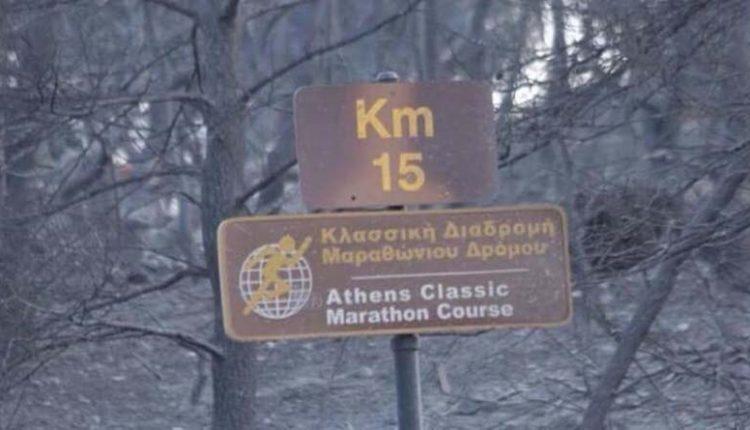 Km
15
Κλασσική Διαδρομή
Μαραθώνιου Δρόμου
Athens Classic
Marathon Course